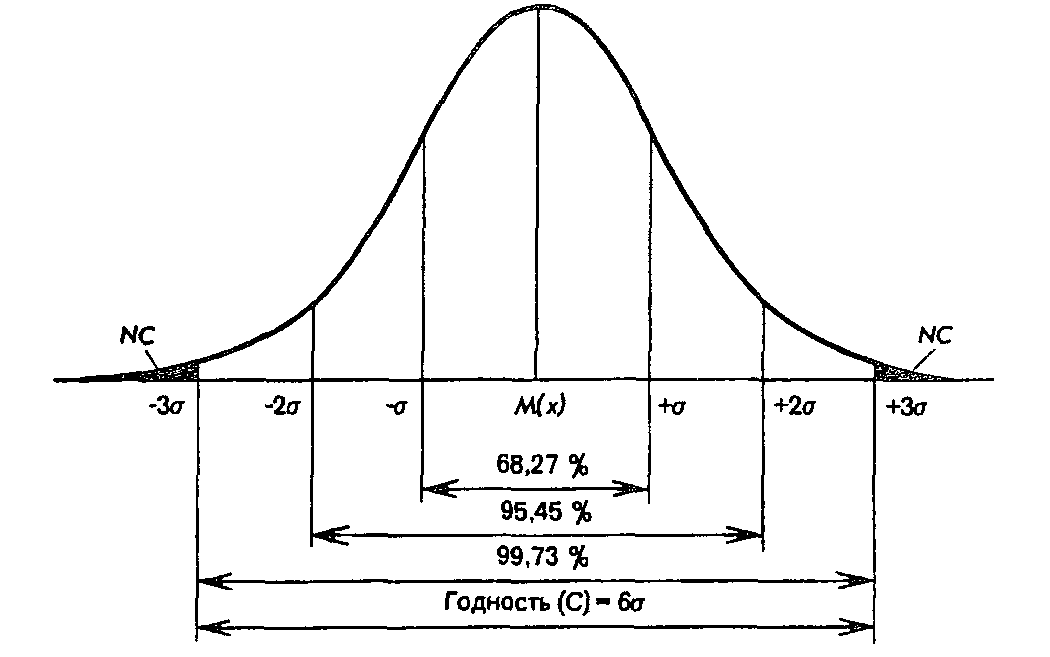 NC NC
-3σ -2σ -σ M(x) +σ +2σ +3σ
68,27 %
95,45 %
99,73 %
Годность (C) = 6σ